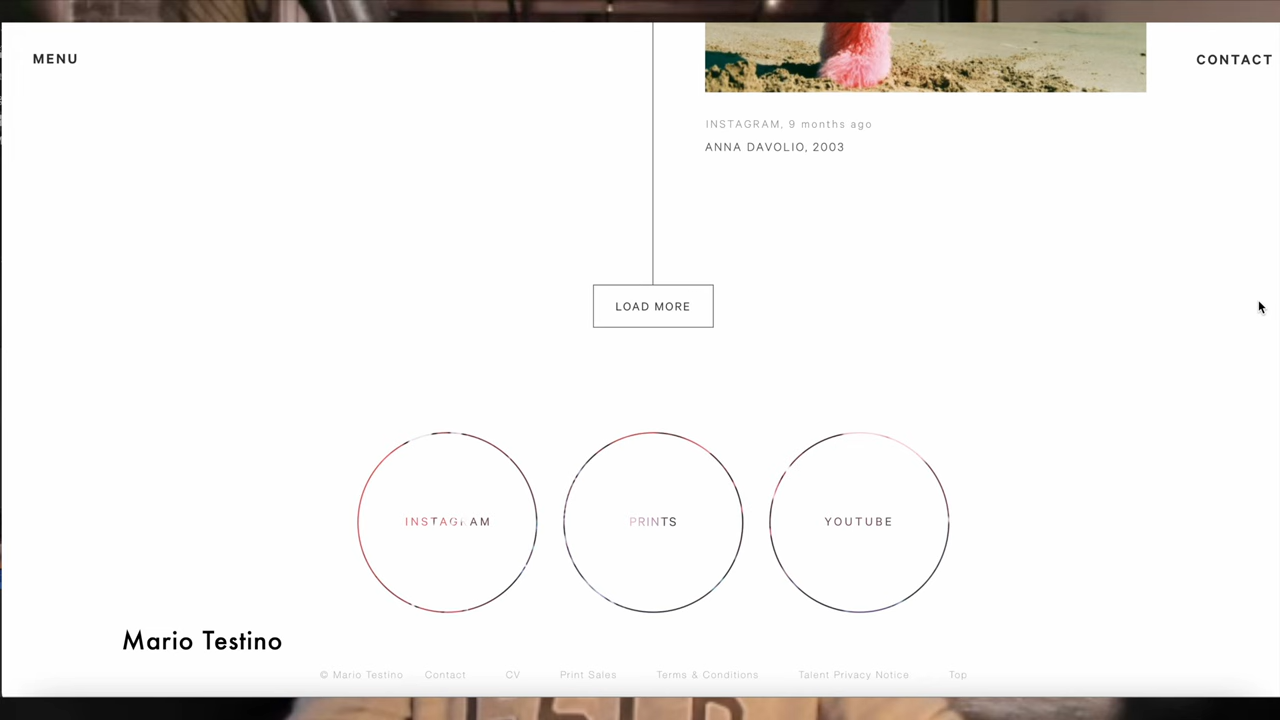 MENU
CONTACT
INSTAGRAM, 9 months ago
ANNA DAVOLIO, 2003
LOAD MORE
INSTAGRAM
PRINTS
YOUTUBE
Mario Testino
© Mario Testino Contact CV Print Sales Terms & Conditions Talent Privacy Notice Top